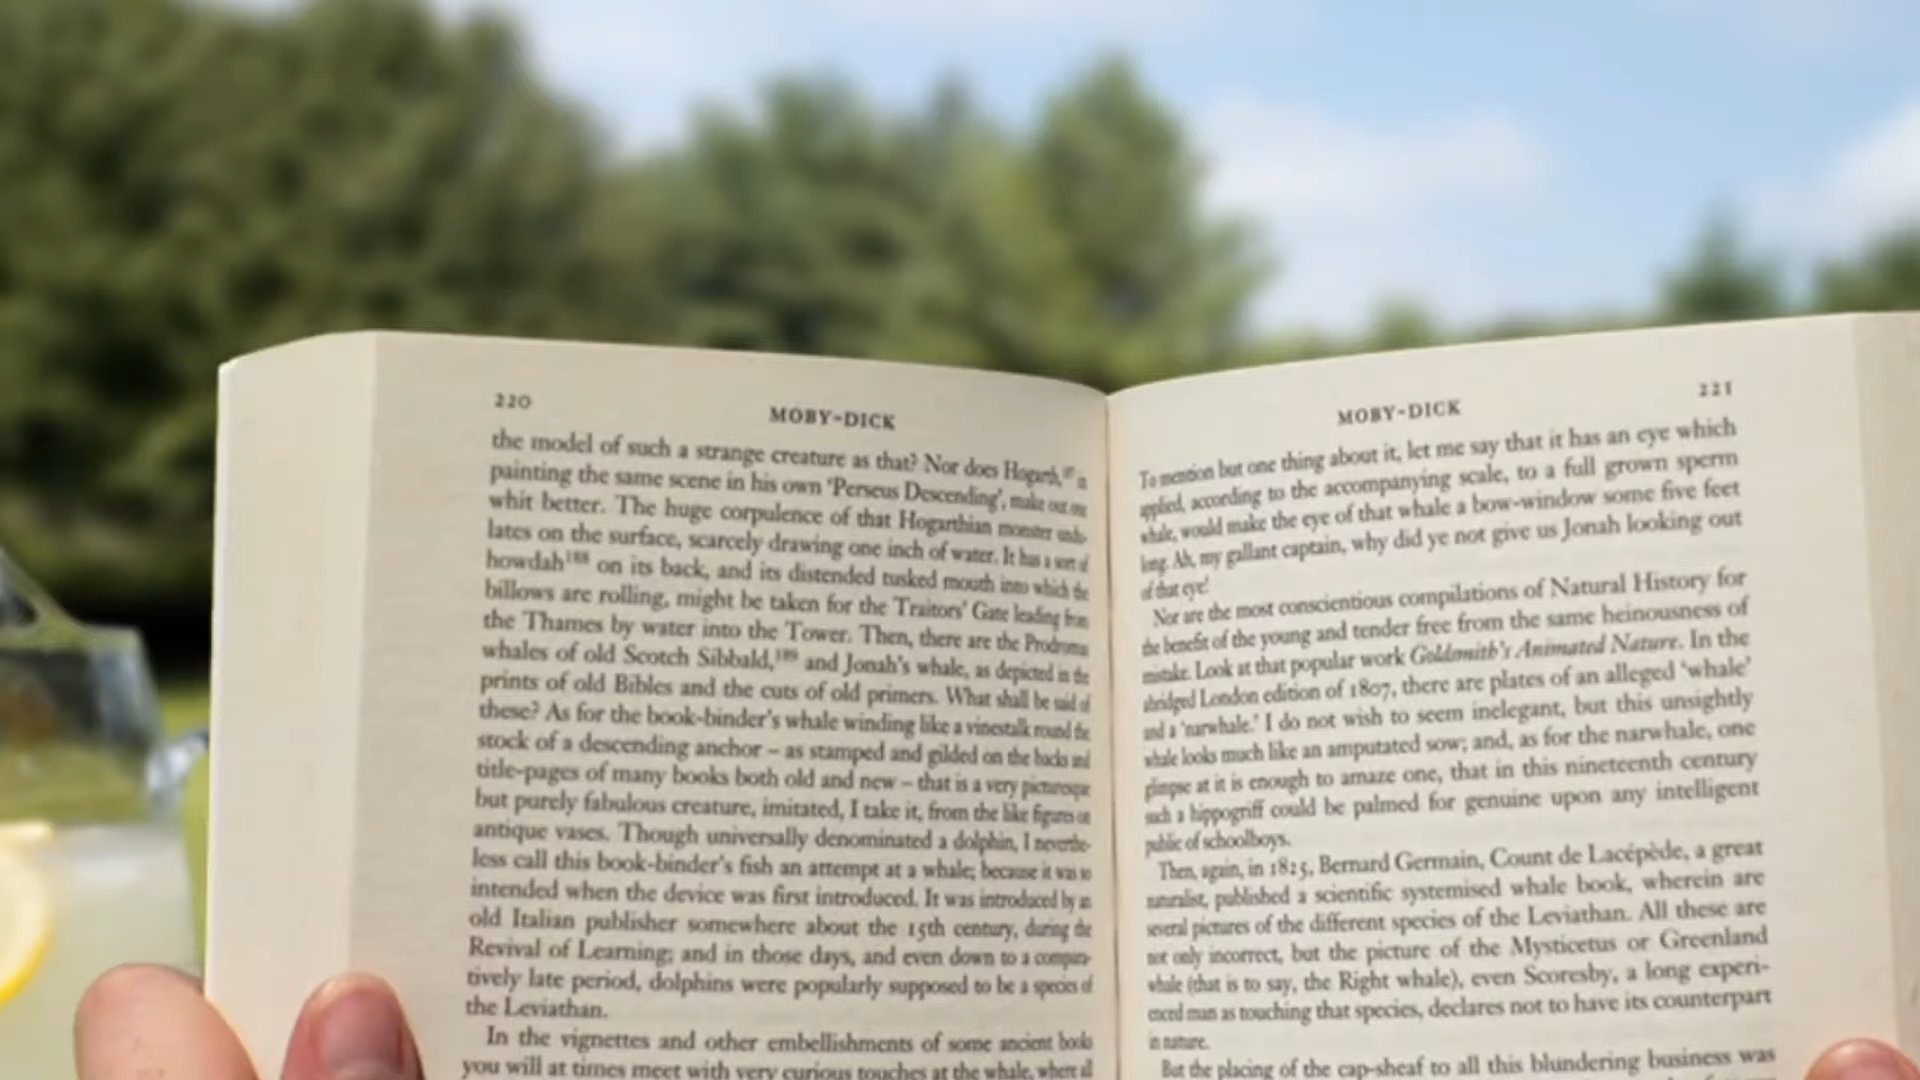 220
MOBY-DICK
the model of such a strange creature as that? Nor does Hogarth,¹⁸⁷ in
painting the same scene in his own 'Perseus Descending', make out one
whit better. The huge corpulence of that Hogarthian monster undu-
lates on the surface, scarcely drawing one inch of water. It has a sort of
howdah¹⁸⁸ on its back, and its distended tusked mouth into which the
billows are rolling, might be taken for the Traitors' Gate leading from
the Thames by water into the Tower. Then, there are the Prodromus
whales of old Scotch Sibbald,¹⁸⁹ and Jonah's whale, as depicted in the
prints of old Bibles and the cuts of old primers. What shall be said of
these? As for the book-binder's whale winding like a vinestalk round the
stock of a descending anchor – as stamped and gilded on the backs and
title-pages of many books both old and new – that is a very picturesque
but purely fabulous creature, imitated, I take it, from the like figures on
antique vases. Though universally denominated a dolphin, I neverthe-
less call this book-binder's fish an attempt at a whale; because it was so
intended when the device was first introduced. It was introduced by an
old Italian publisher somewhere about the 15th century, during the
Revival of Learning; and in those days, and even down to a compara-
tively late period, dolphins were popularly supposed to be a species of
the Leviathan.
In the vignettes and other embellishments of some ancient books
you will at times meet with very curious touches at the whale, where all
MOBY-DICK
221
To mention but one thing about it, let me say that it has an eye which
applied, according to the accompanying scale, to a full grown sperm
whale, would make the eye of that whale a bow-window some five feet
long. Ah, my gallant captain, why did ye not give us Jonah looking out
of that eye!
Nor are the most conscientious compilations of Natural History for
the benefit of the young and tender free from the same heinousness of
mistake. Look at that popular work Goldsmith's Animated Nature. In the
abridged London edition of 1807, there are plates of an alleged 'whale'
and a 'narwhale.' I do not wish to seem inelegant, but this unsightly
whale looks much like an amputated sow; and, as for the narwhale, one
glimpse at it is enough to amaze one, that in this nineteenth century
such a hippogriff could be palmed for genuine upon any intelligent
public of schoolboys.
Then, again, in 1825, Bernard Germain, Count de Lacépède, a great
naturalist, published a scientific systemised whale book, wherein are
several pictures of the different species of the Leviathan. All these are
not only incorrect, but the picture of the Mysticetus or Greenland
whale (that is to say, the Right whale), even Scoresby, a long experi-
enced man as touching that species, declares not to have its counterpart
in nature.
But the placing of the cap-sheaf to all this blundering business was